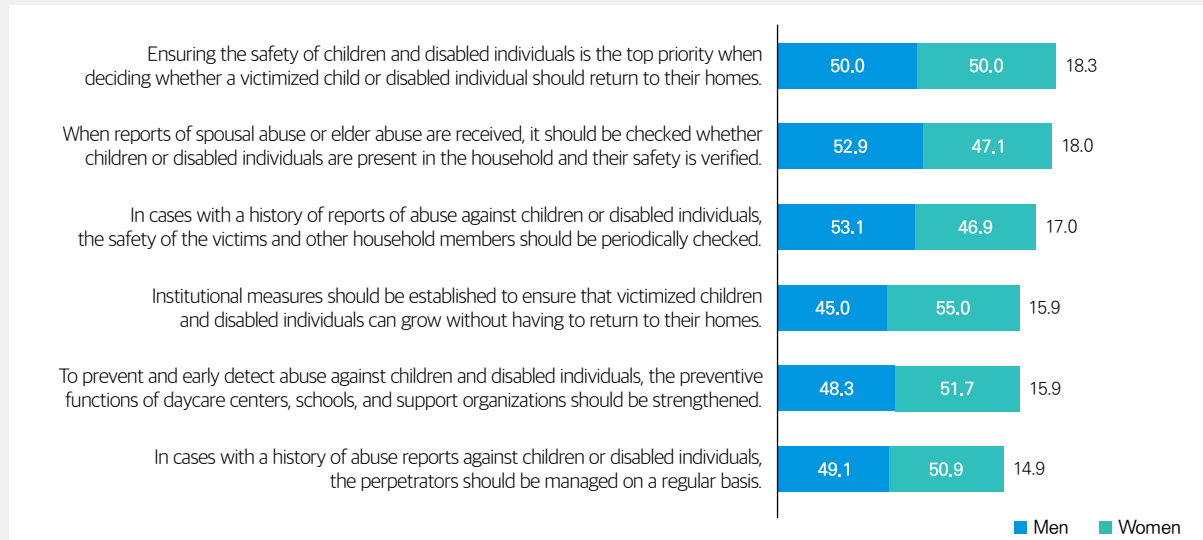 Ensuring the safety of children and disabled individuals is the top priority when
deciding whether a victimized child or disabled individual should return to their homes.
50.0 50.0 18.3
When reports of spousal abuse or elder abuse are received, it should be checked whether
children or disabled individuals are present in the household and their safety is verified.
52.9 47.1 18.0
In cases with a history of reports of abuse against children or disabled individuals,
the safety of the victims and other household members should be periodically checked.
53.1 46.9 17.0
Institutional measures should be established to ensure that victimized children
and disabled individuals can grow without having to return to their homes.
45.0 55.0 15.9
To prevent and early detect abuse against children and disabled individuals, the preventive
functions of daycare centers, schools, and support organizations should be strengthened.
48.3 51.7 15.9
In cases with a history of abuse reports against children or disabled individuals,
the perpetrators should be managed on a regular basis.
49.1 50.9 14.9
Men Women